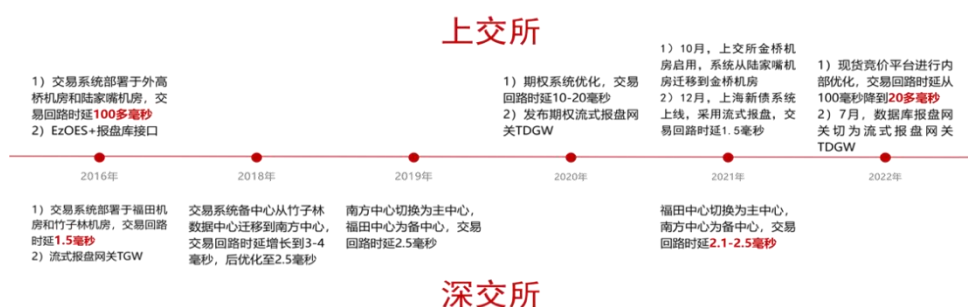 上交所
1）交易系统部署于外高
桥机房和陆家嘴机房，交
易回路时延100多毫秒
2）EzOES+报盘库接口
1）期权系统优化，交易
回路时延10-20毫秒
2）发布期权流式报盘网
关TDGW
1）10月，上交所金桥机
房启用，系统从陆家嘴机
房迁移到金桥机房
2）12月，上海新债系统
上线，采用流式报盘，交
易回路时延1.5毫秒
1）现货竞价平台进行内
部优化，交易回路时延从
100毫秒降到20多毫秒
2）7月，数据库报盘网
关切为流式报盘网关
TDGW
2016年
2018年
2019年
2020年
2021年
2022年
1）交易系统部署于福田机
房和竹子林机房，交易回路
时延1.5毫秒
2）流式报盘网关TGW
交易系统备中心从竹子林
数据中心迁移到南方中心，
交易回路时延增长到3-4
毫秒，后优化至2.5毫秒
南方中心切换为主中心，
福田中心为备中心，交易
回路时延2.5毫秒
福田中心切换为主中心，
南方中心为备中心，交易
回路时延2.1-2.5毫秒
深交所